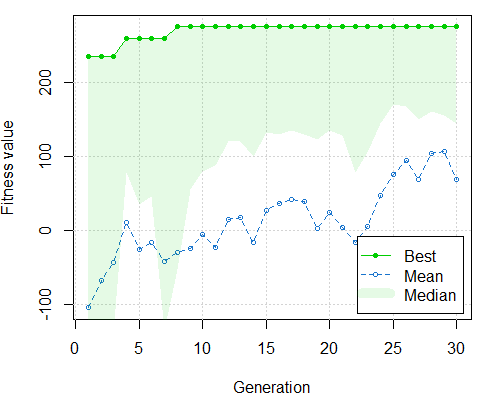 Fitness value
200
100
0
-100
Best
Mean
Median
0 5 10 15 20 25 30
Generation